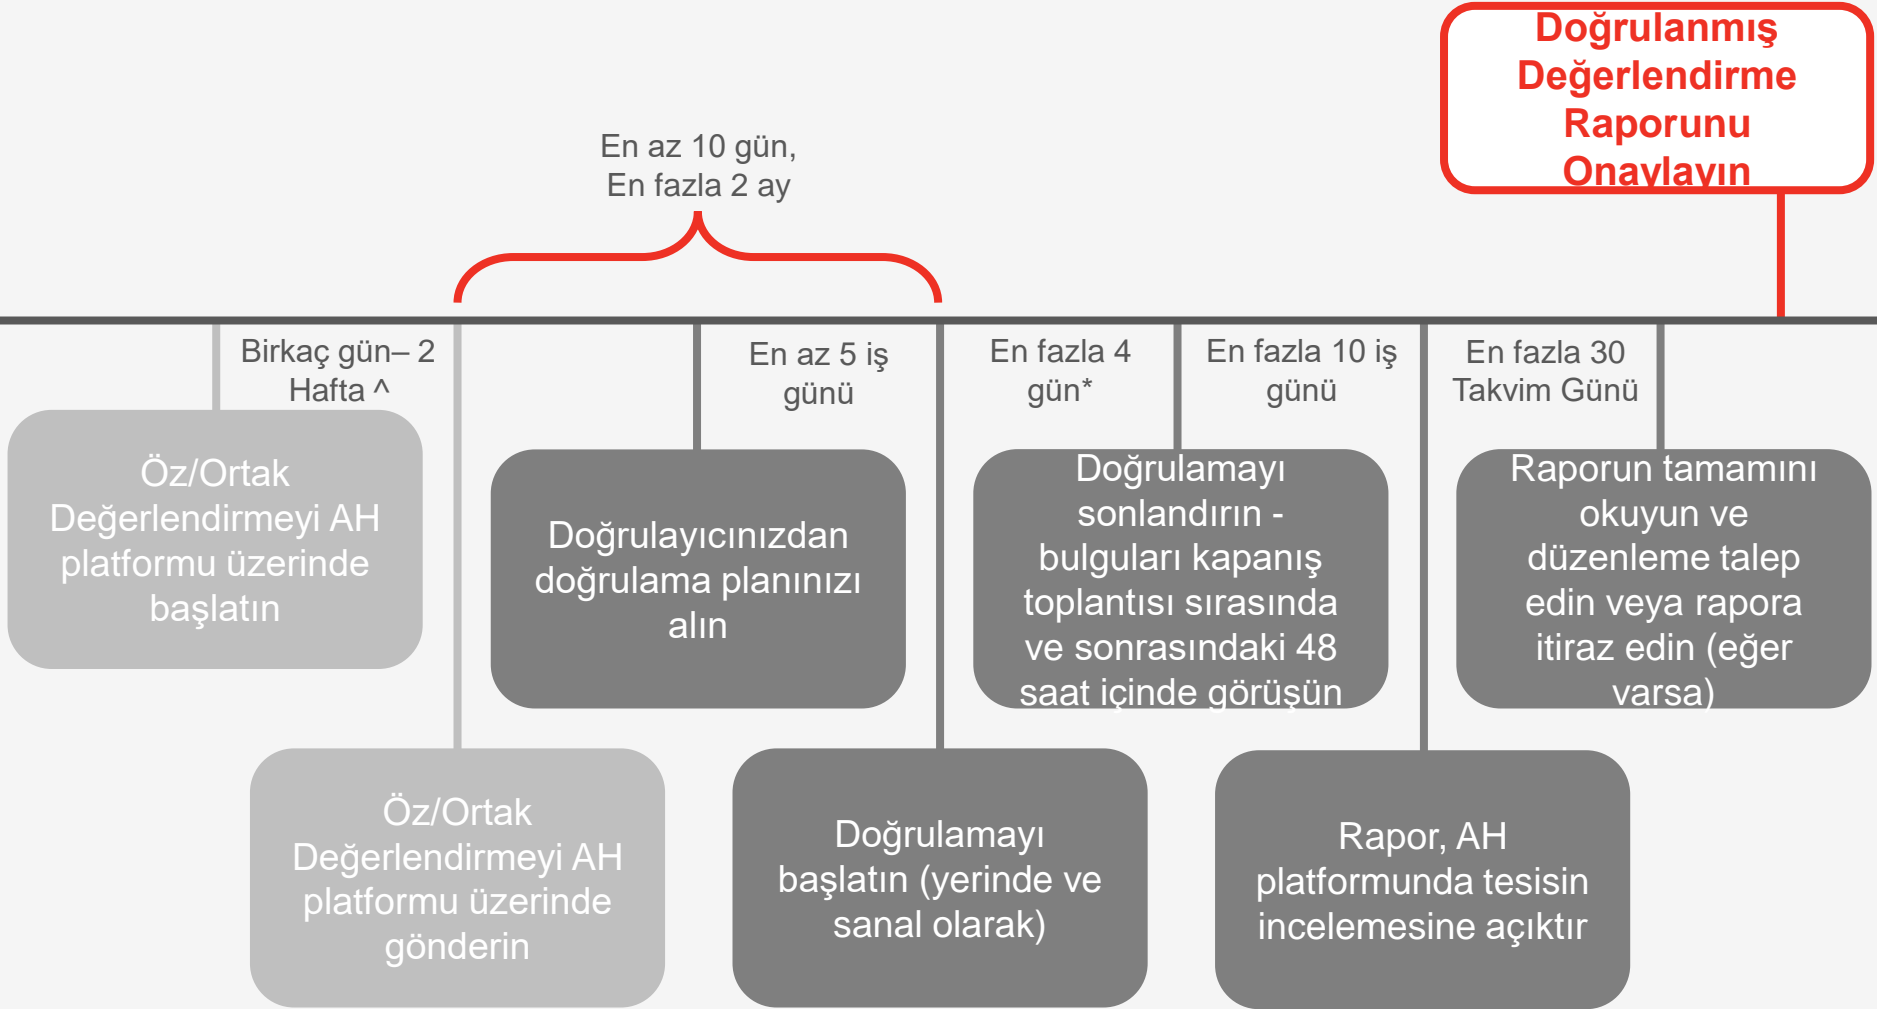 Doğrulanmış
Değerlendirme
Raporunu
Onaylayın
En az 10 gün,
En fazla 2 ay
Birkaç gün– 2
Hafta ^
En az 5 iş
günü
En fazla 4
gün*
En fazla 10 iş
günü
En fazla 30
Takvim Günü
Öz/Ortak
Değerlendirmeyi AH
platformu üzerinde
başlatın
Doğrulayıcınızdan
doğrulama planınızı
alın
Doğrulamayı
sonlandırın -
bulguları kapanış
toplantısı sırasında
ve sonrasındaki 48
saat içinde görüşün
Raporun tamamını
okuyun ve
düzenleme talep
edin veya rapora
itiraz edin (eğer
varsa)
Öz/Ortak
Değerlendirmeyi AH
platformu üzerinde
gönderin
Doğrulamayı
başlatın (yerinde ve
sanal olarak)
Rapor, AH
platformunda tesisin
incelemesine açıktır